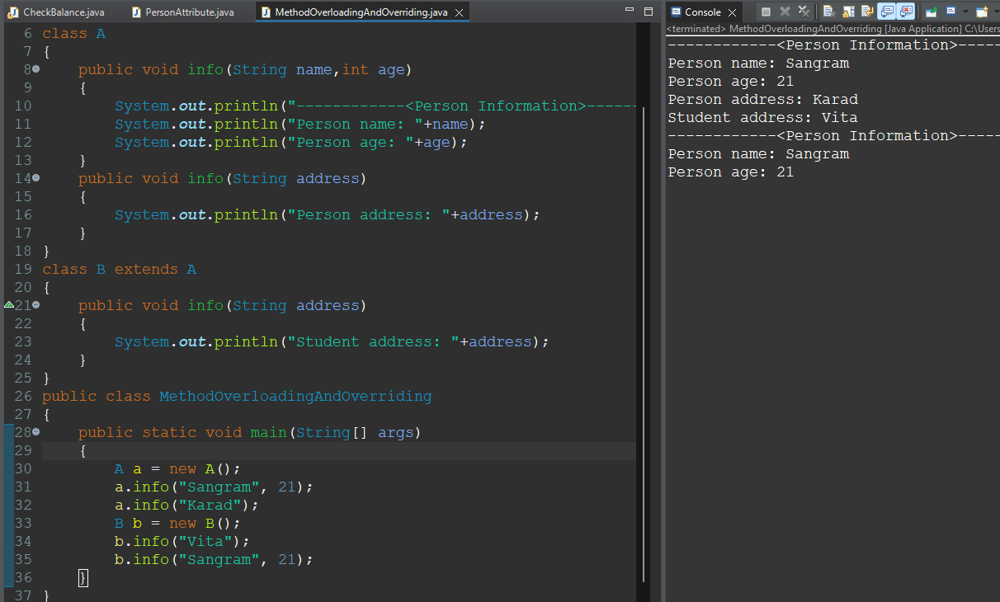 CheckBalance.java PersonAttribute.java MethodOverloadingAndOverriding.java
6 class A
7 {
8 public void info(String name,int age)
9 {
10 System.out.println("------------<Person Information>------
11 System.out.println("Person name: "+name);
12 System.out.println("Person age: "+age);
13 }
14 public void info(String address)
15 {
16 System.out.println("Person address: "+address);
17 }
18 }
19 class B extends A
20 {
21 public void info(String address)
22 {
23 System.out.println("Student address: "+address);
24 }
25 }
26 public class MethodOverloadingAndOverriding
27 {
28 public static void main(String[] args)
29 {
30 A a = new A();
31 a.info("Sangram", 21);
32 a.info("Karad");
33 B b = new B();
34 b.info("Vita");
35 b.info("Sangram", 21);
36 }
37 }
Console
<terminated> MethodOverloadingAndOverriding [Java Application] C:\Users
------------<Person Information>-----
Person name: Sangram
Person age: 21
Person address: Karad
Student address: Vita
------------<Person Information>-----
Person name: Sangram
Person age: 21